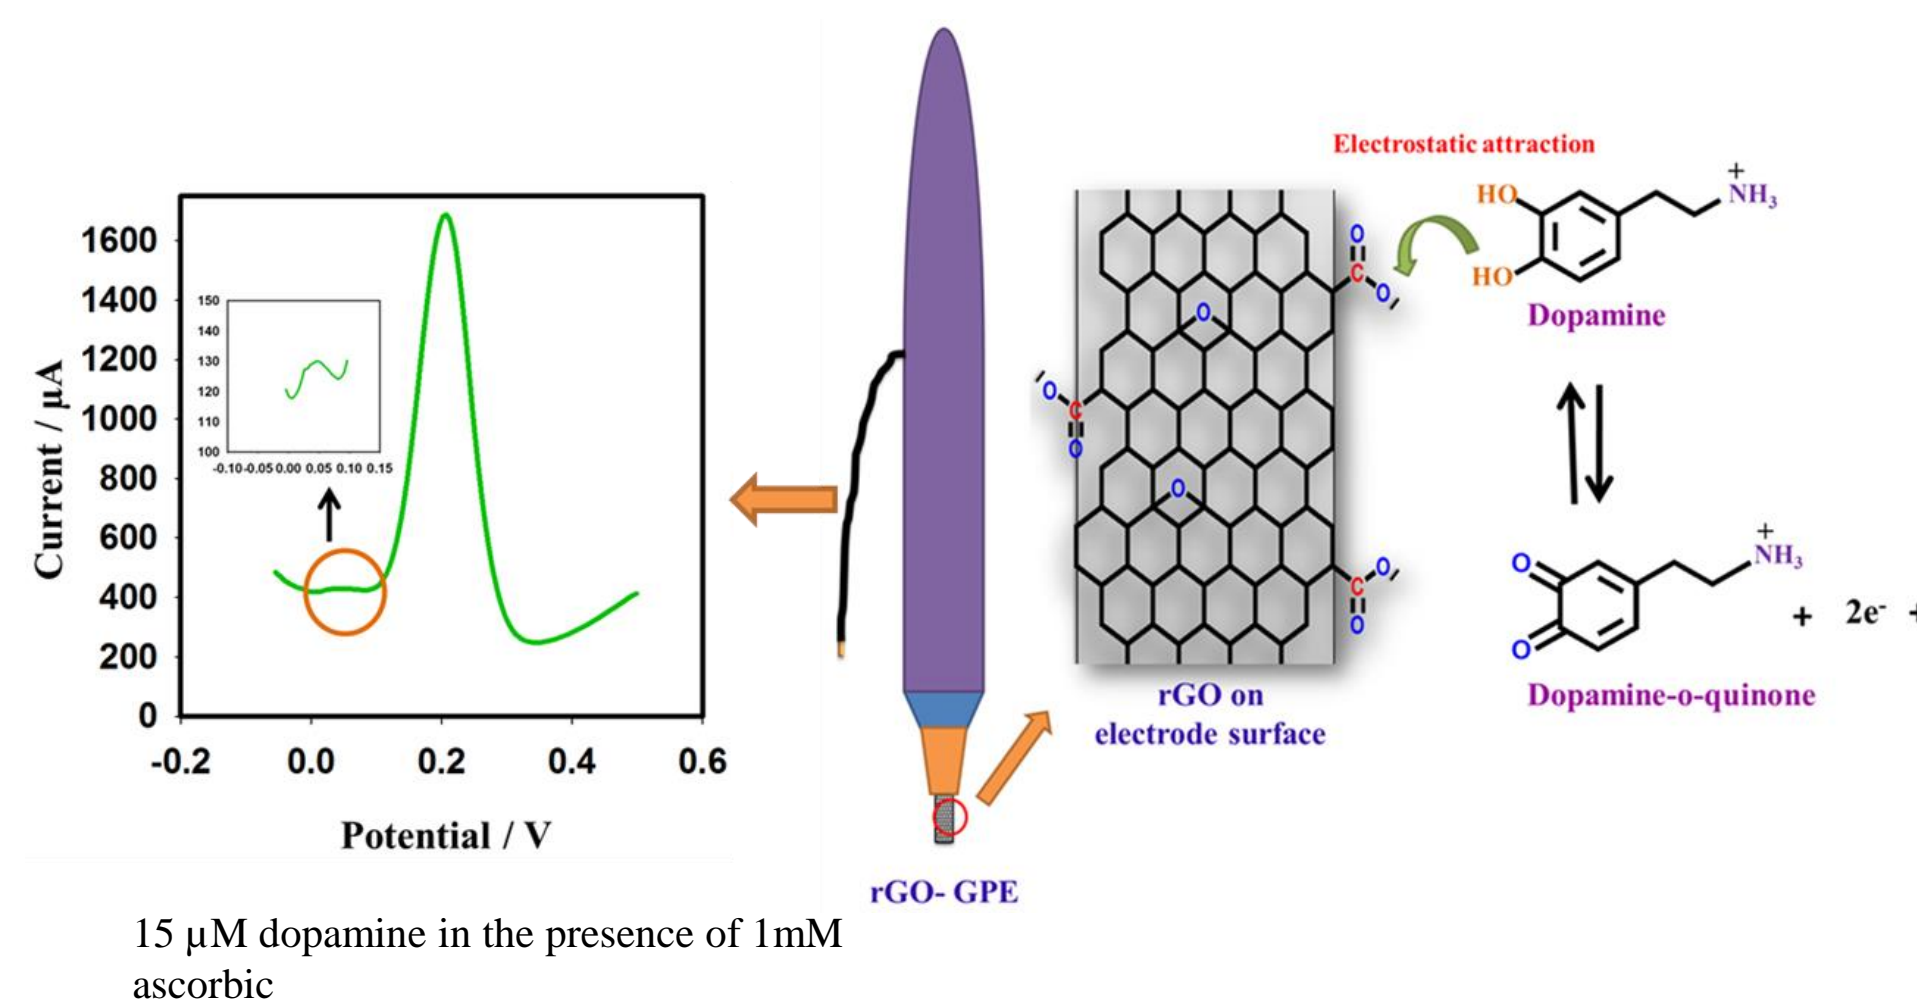 Current / µA
1600
1400
1200
1000
800
600
400
200
0
-0.2 0.0 0.2 0.4 0.6
Potential / V
150
140
130
120
110
100
-0.10 -0.05 0.00 0.05 0.10 0.15
15 µM dopamine in the presence of 1mM
ascorbic
rGO- GPE
O
C
O
O
O
C
O
O
O
C
O
rGO on
electrode surface
Electrostatic attraction
HO
HO
+
NH3
Dopamine
O
O
+
NH3
+ 2e- +
Dopamine-o-quinone